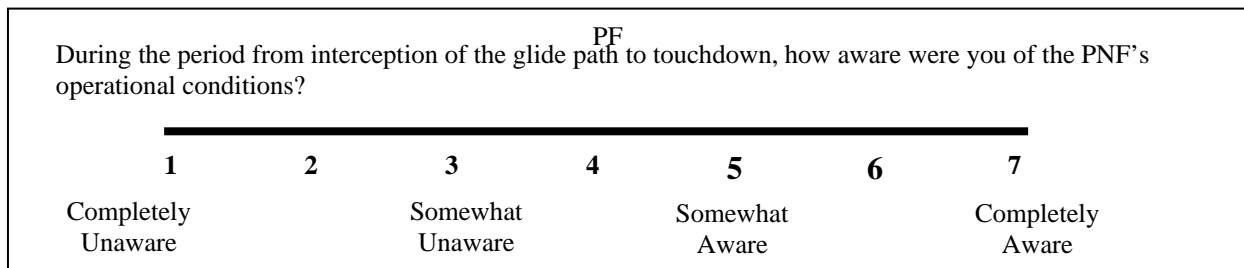 PF
During the period from interception of the glide path to touchdown, how aware were you of the PNF’s
operational conditions?
1 2 3 4 5 6 7
Completely Somewhat Somewhat Completely
Unaware Unaware Aware Aware